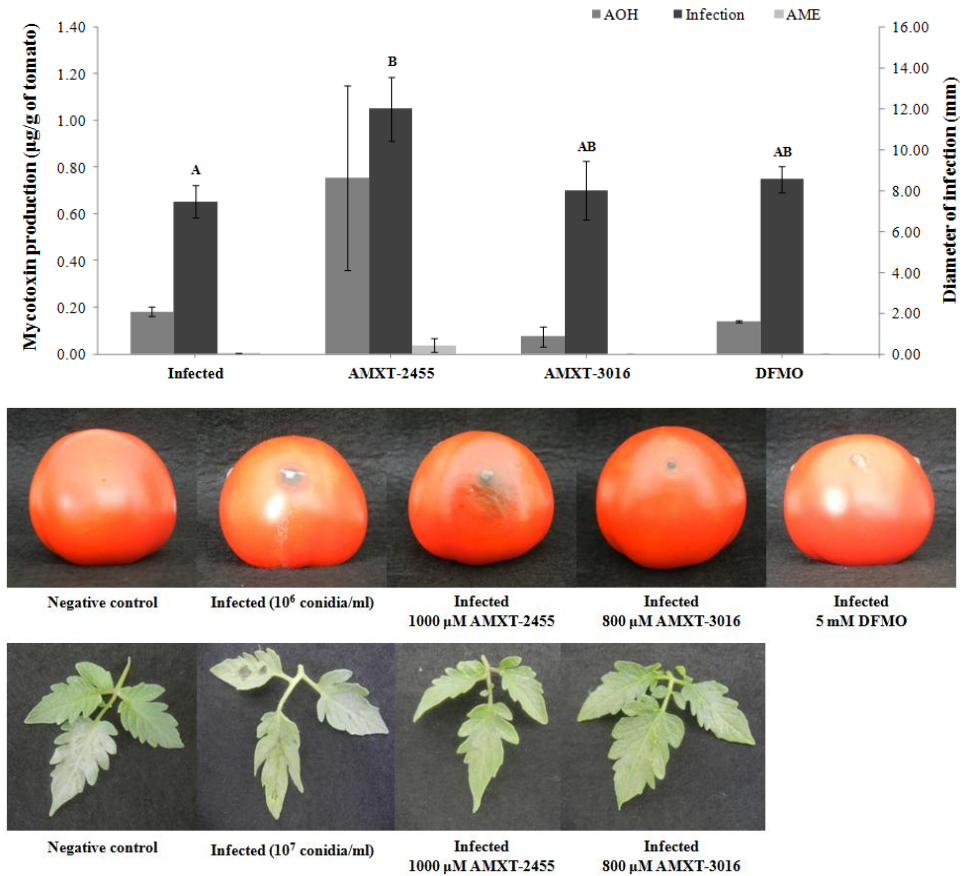 AOH Infection AME
Mycotoxin production (µg/g of tomato)
1.40
1.20
1.00
0.80
0.60
0.40
0.20
0.00
A
B
AB
AB
16.00
14.00
12.00
10.00
8.00
6.00
4.00
2.00
0.00
Diameter of infection (mm)
Infected AMXT-2455 AMXT-3016 DFMO
Negative control
Infected (10⁶ conidia/ml)
Infected
1000 µM AMXT-2455
Infected
800 µM AMXT-3016
Infected
5 mM DFMO
Negative control
Infected (10⁷ conidia/ml)
Infected
1000 µM AMXT-2455
Infected
800 µM AMXT-3016